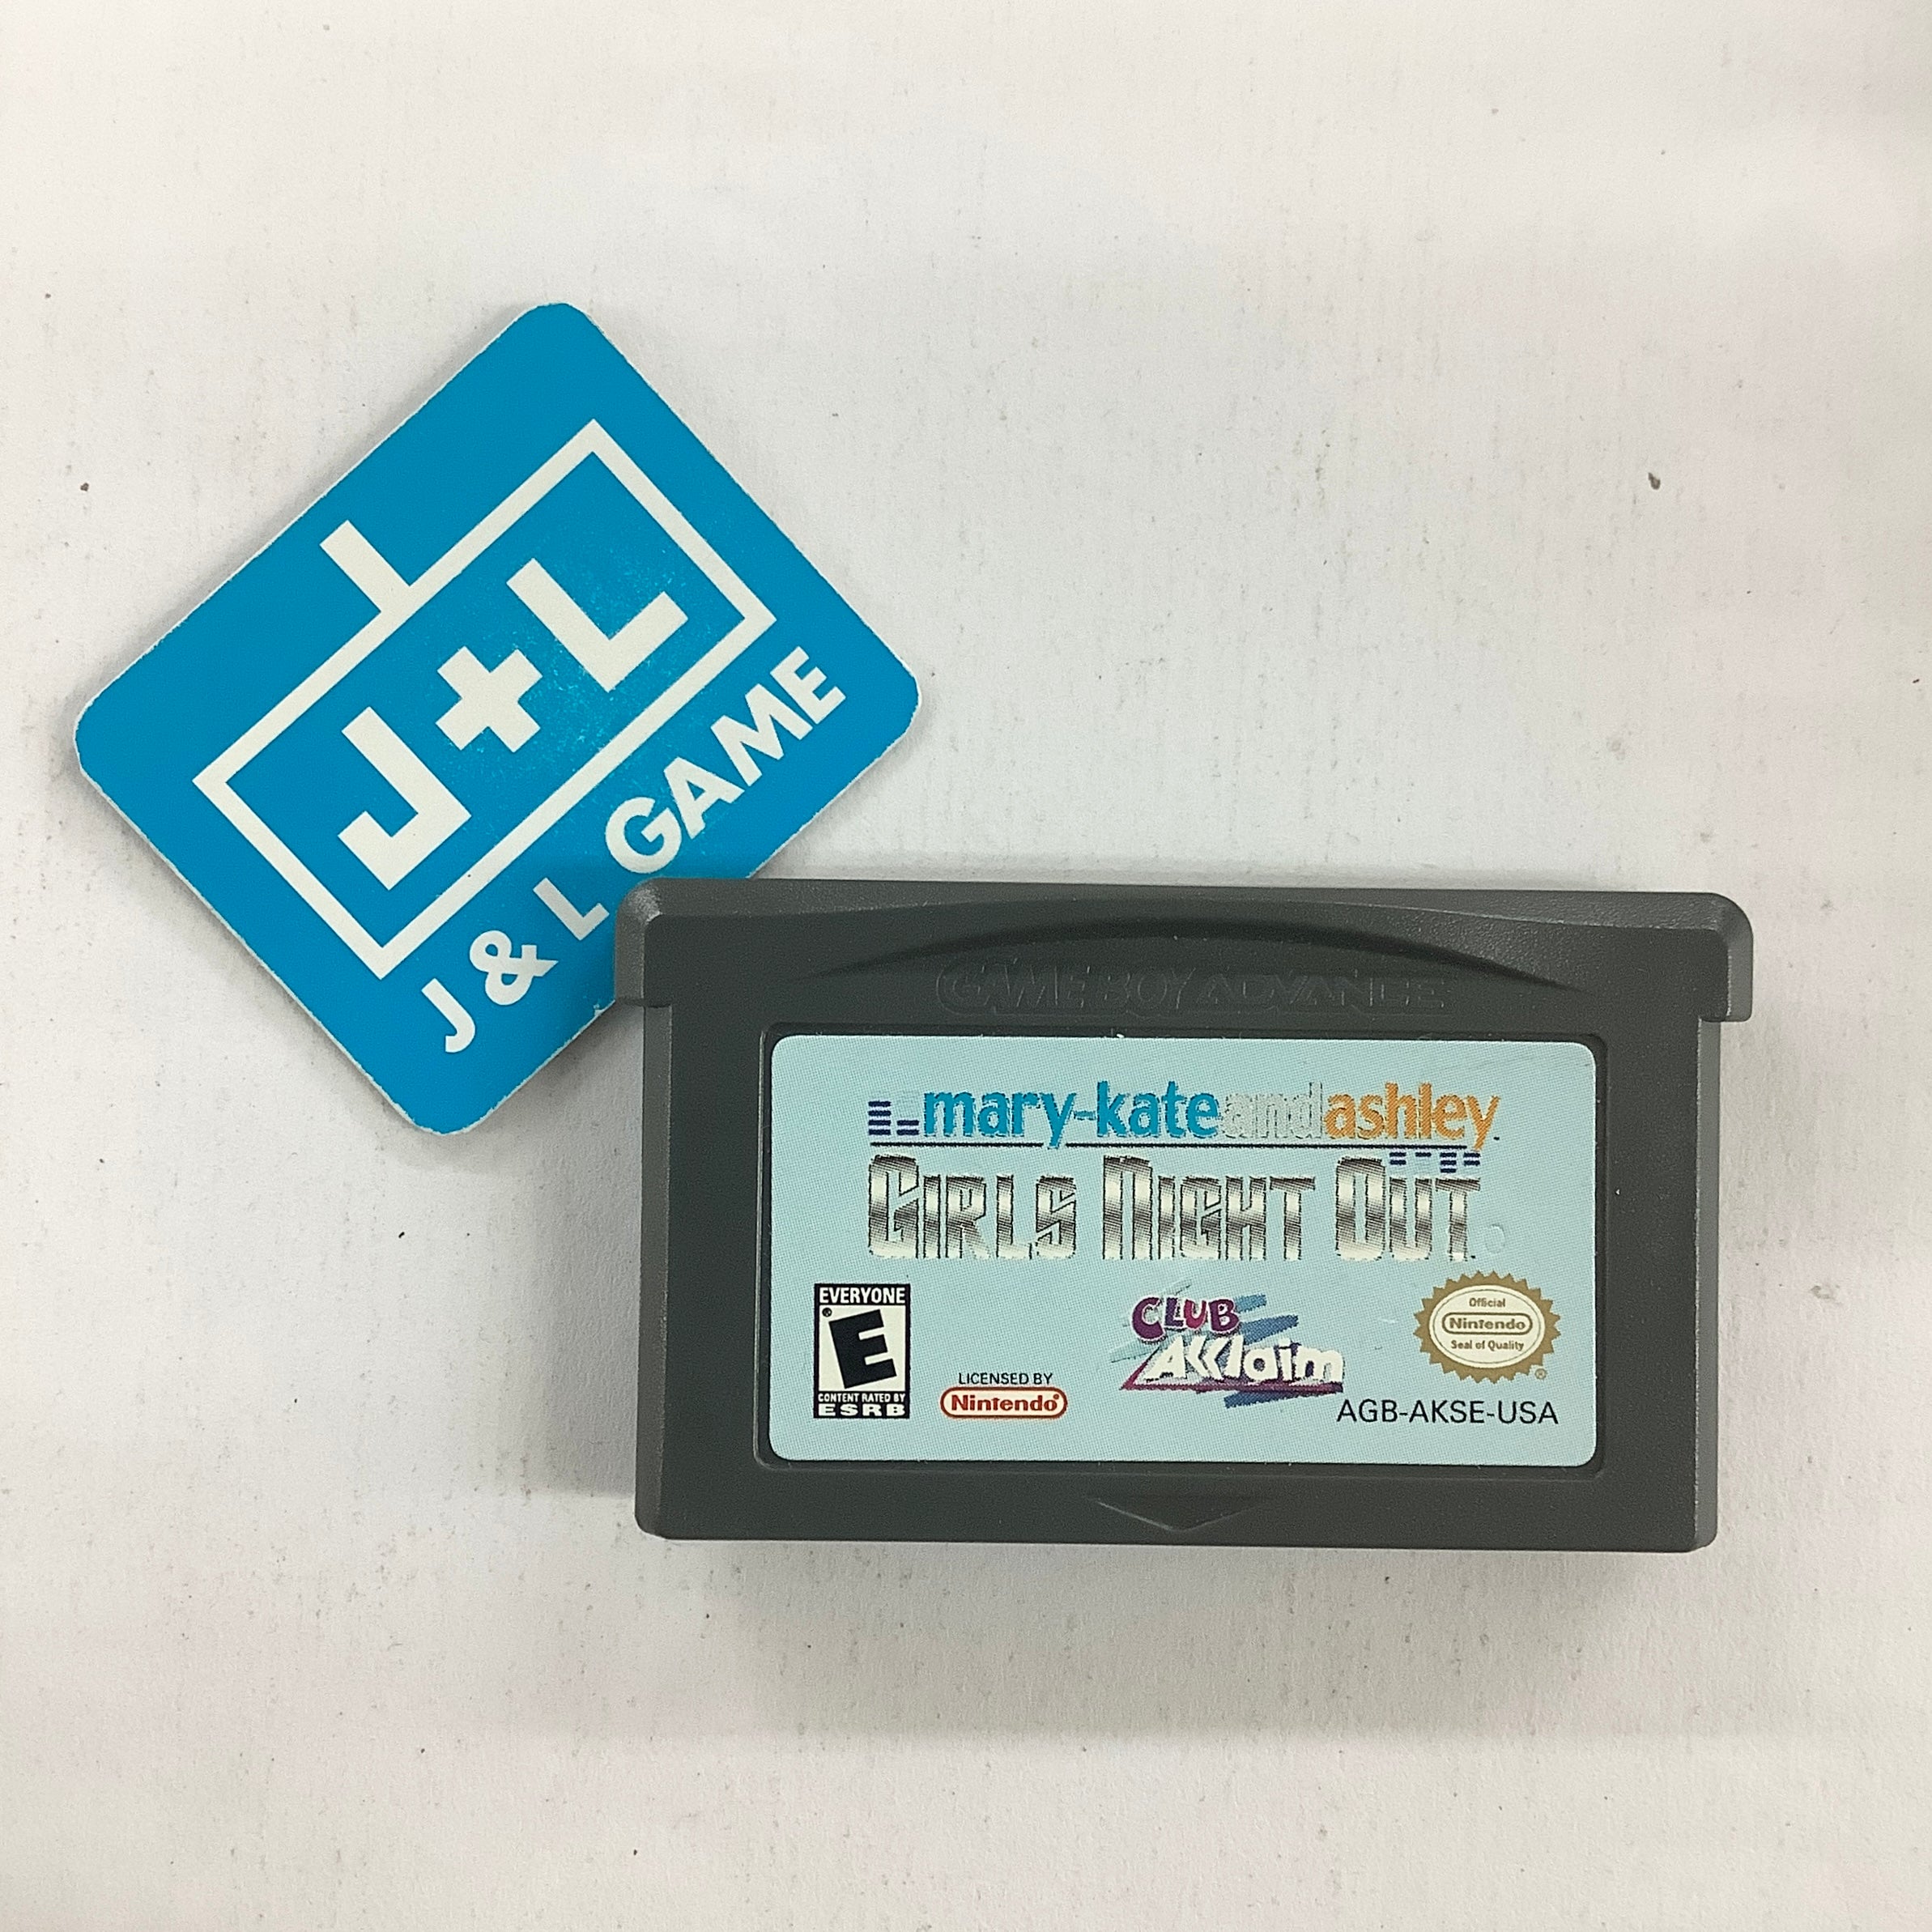 J+L
J & L GAME
GAME BOY ADVANCE
mary-kateandashley
GIRLS NIGHT OUT
EVERYONE
E
CONTENT RATED BY
ESRB
LICENSED BY
Nintendo®
CLUB
Acclaim
Official
Nintendo
Seal of Quality
AGB-AKSE-USA